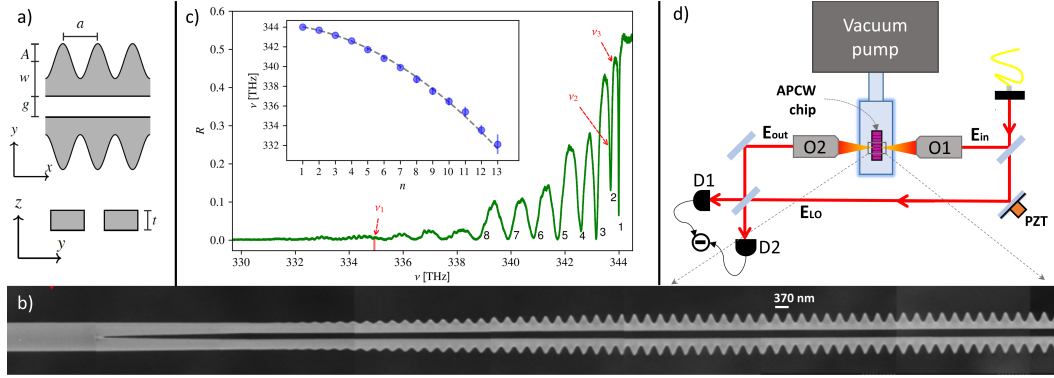 a)
a
A
w
g
y
x
z
t
y
c)
344
342
340
338
336
334
332
ν [THz]
1 2 3 4 5 6 7 8 9 10 11 12 13
n
0.5
0.4
0.3
0.2
0.1
0.0
R
ν3
ν2
ν1
8 7 6 5 4 3 2 1
330 332 334 336 338 340 342 344
ν [THz]
d)
Vacuum
pump
APCW
chip
Eout
O2
O1
Ein
D1
ELO
PZT
D2
b)
370 nm